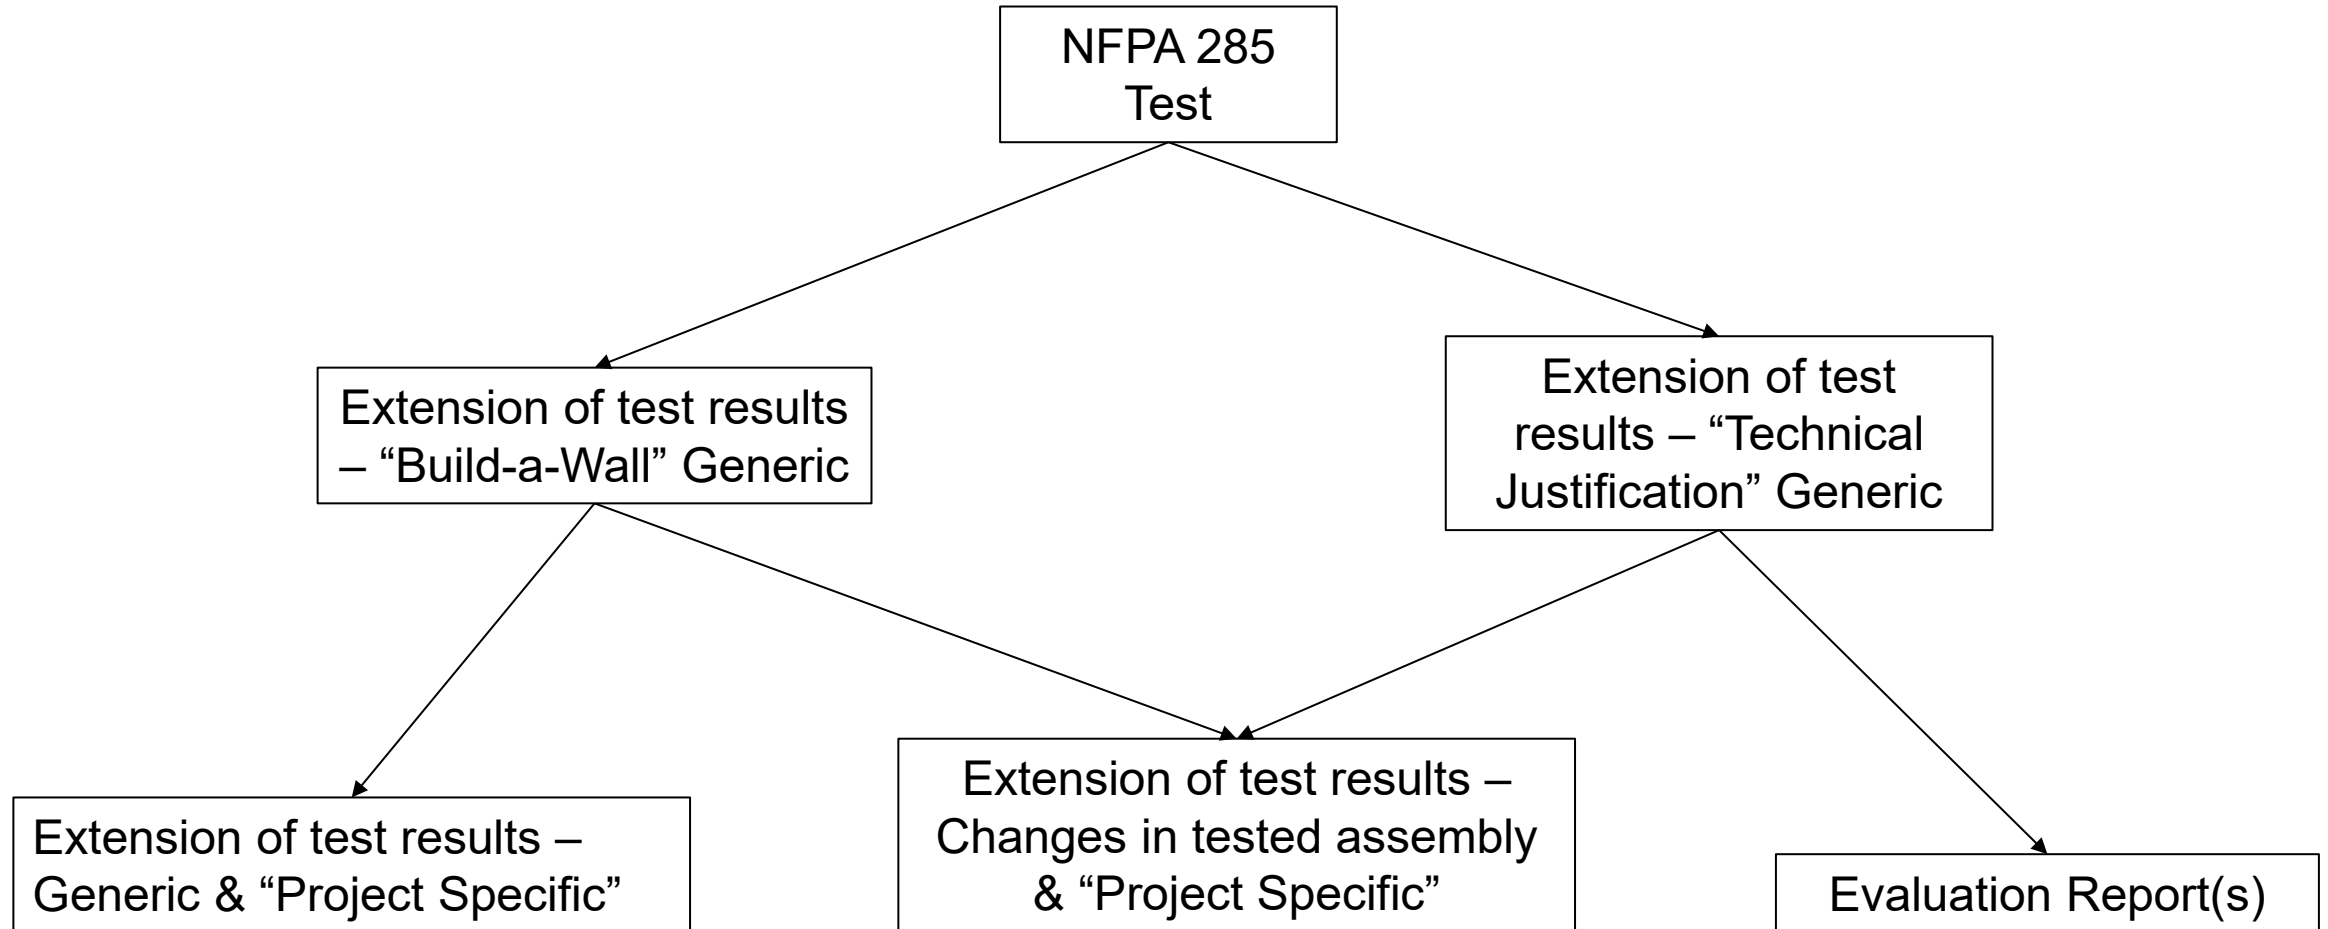 NFPA 285
Test
Extension of test results
– “Build-a-Wall” Generic
Extension of test
results – “Technical
Justification” Generic
Extension of test results –
Generic & “Project Specific”
Extension of test results –
Changes in tested assembly
& “Project Specific”
Evaluation Report(s)